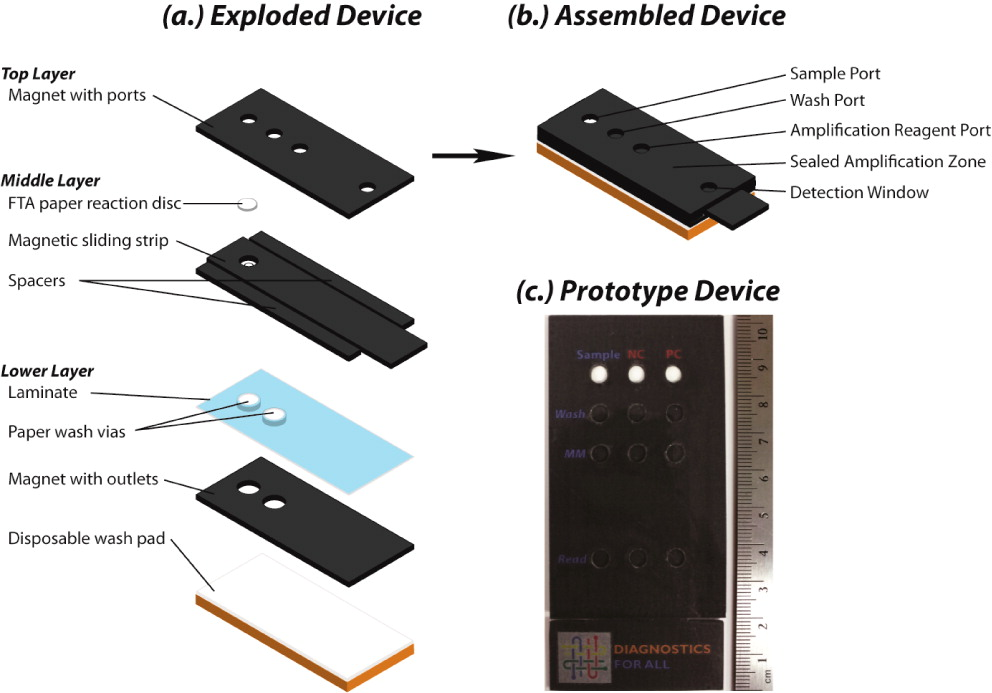 (a.) Exploded Device
(b.) Assembled Device
Top Layer
Magnet with ports
Middle Layer
FTA paper reaction disc
Magnetic sliding strip
Spacers
Lower Layer
Laminate
Paper wash vias
Magnet with outlets
Disposable wash pad
Sample Port
Wash Port
Amplification Reagent Port
Sealed Amplification Zone
Detection Window
(c.) Prototype Device
Sample NC PC
Wash
MM
Read
DIAGNOSTICS
FOR ALL
10
9
8
7
6
5
4
3
2
1
cm